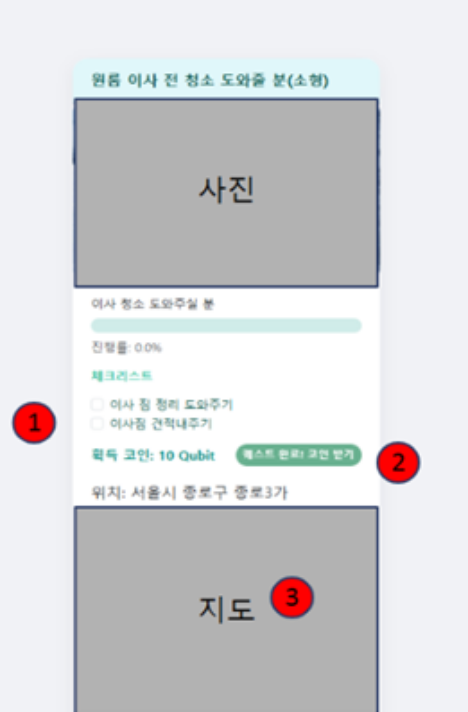 원룸 이사 전 청소 도와줄 분(소형)
사진
이사 청소 도와주실 분
진행률: 0.0%
체크리스트
이사 짐 정리 도와주기
1
이사짐 견적내주기
획득 코인: 10 Qubit
퀘스트 완료! 코인 받기
2
위치: 서울시 종로구 종로3가
지도
3